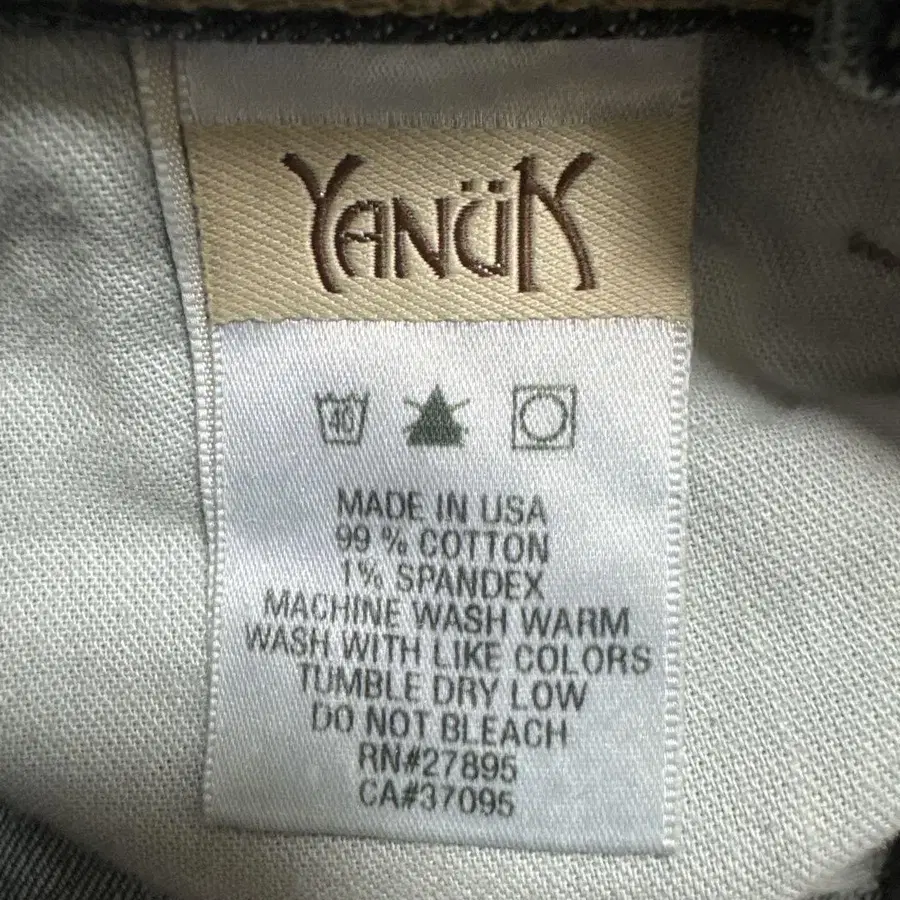 YANÜK
40
MADE IN USA
99 % COTTON
1% SPANDEX
MACHINE WASH WARM
WASH WITH LIKE COLORS
TUMBLE DRY LOW
DO NOT BLEACH
RN#27895
CA#37095